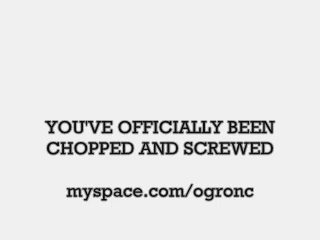 YOU'VE OFFICIALLY BEEN
CHOPPED AND SCREWED
myspace.com/ogronc